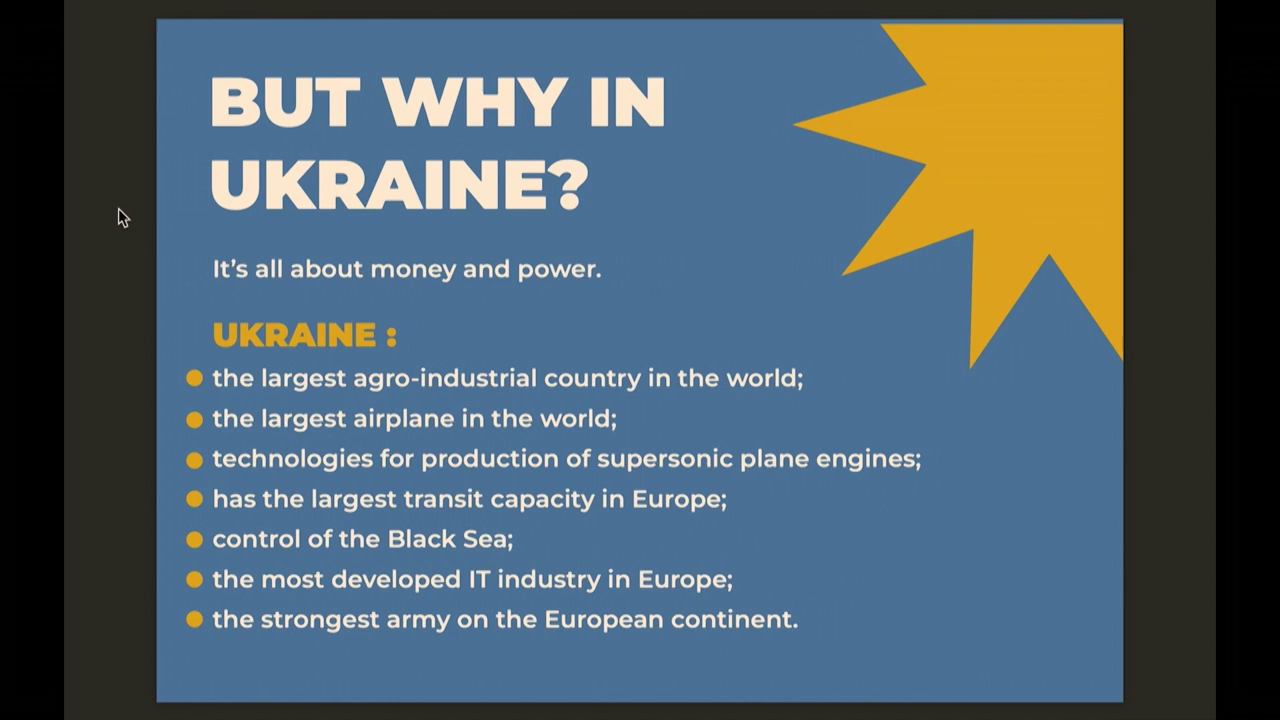 BUT WHY IN
UKRAINE?
It's all about money and power.
UKRAINE :
the largest agro-industrial country in the world;
the largest airplane in the world;
technologies for production of supersonic plane engines;
has the largest transit capacity in Europe;
control of the Black Sea;
the most developed IT industry in Europe;
the strongest army on the European continent.